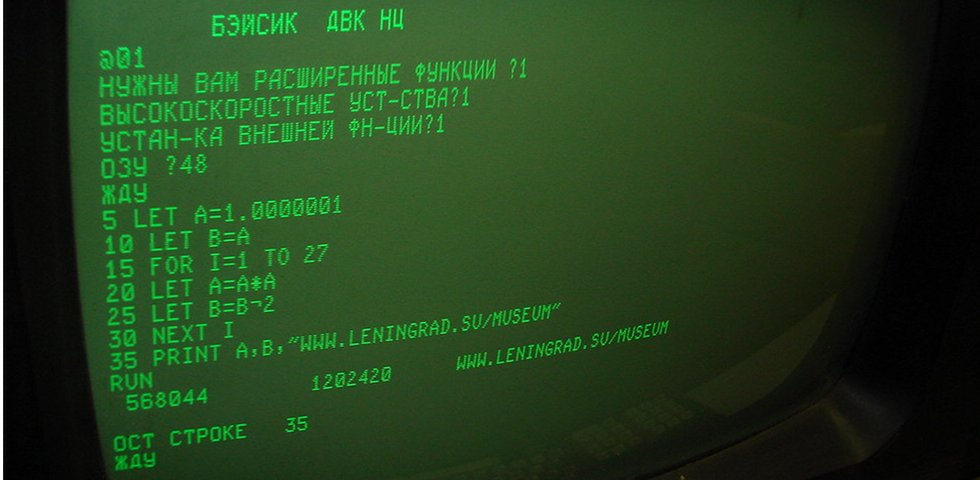 БЭЙСИК ДВК НЦ
@01
НУЖНЫ ВАМ РАСШИРЕННЫЕ ФУНКЦИИ ?1
ВЫСОКОСКОРОСТНЫЕ УСТ-СТВА?1
УСТАН-КА ВНЕШНЕЙ ФН-ЦИИ?1
ОЗУ ?48
ЖДУ
5 LET A=1.0000001
10 LET B=A
15 FOR I=1 TO 27
20 LET A=A*A
25 LET B=B¬2
30 NEXT I
35 PRINT A,B,"WWW.LENINGRAD.SU/MUSEUM"
RUN
568044 1202420 WWW.LENINGRAD.SU/MUSEUM
ОСТ СТРОКЕ 35
ЖДУ